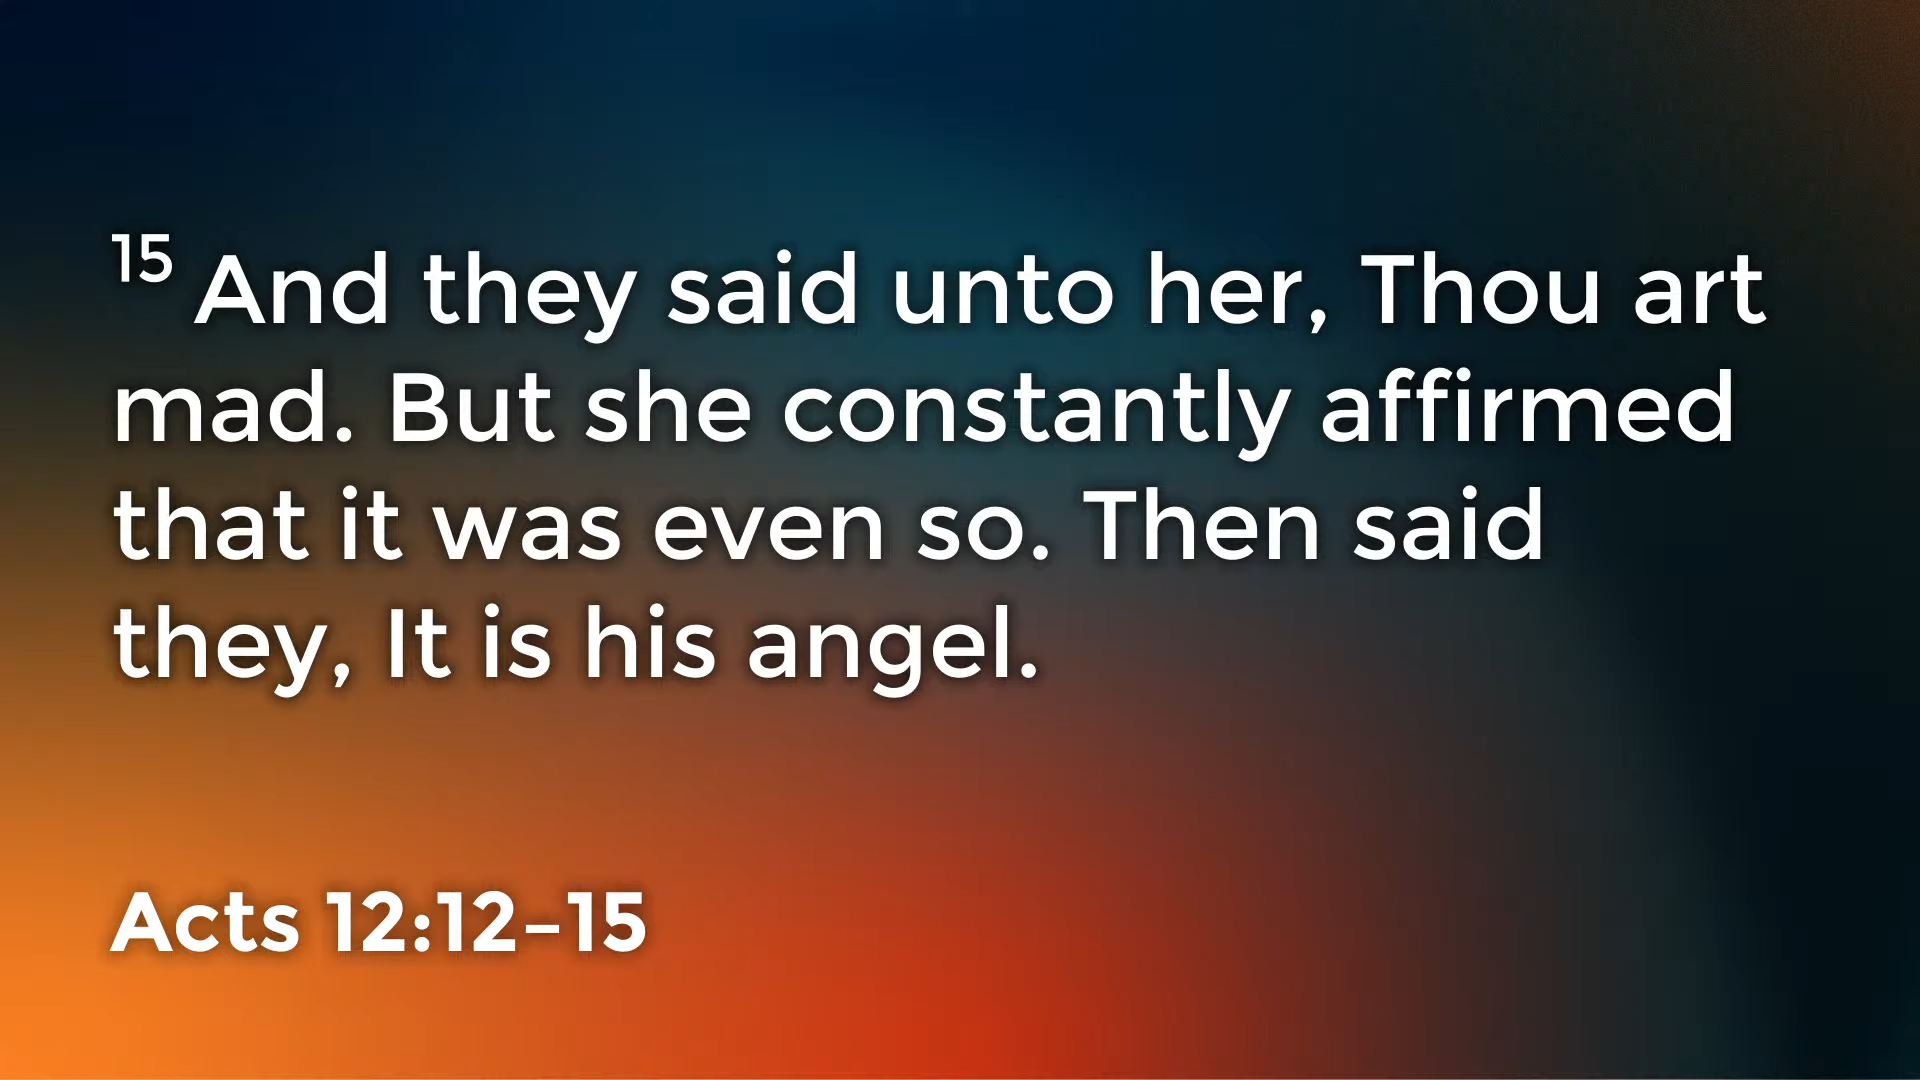 15 And they said unto her, Thou art
mad. But she constantly affirmed
that it was even so. Then said
they, It is his angel.
Acts 12:12–15